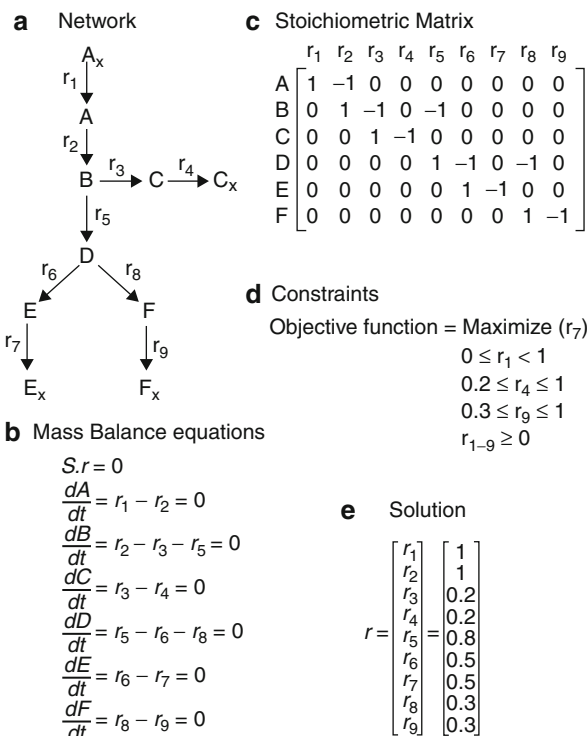 a Network
A_x
r_1
A
r_2
B r_3 C r_4 C_x
r_5
D
r_6 r_8
E F
r_7 r_9
E_x F_x
b Mass Balance equations
S.r = 0
dA/dt = r_1 − r_2 = 0
dB/dt = r_2 − r_3 − r_5 = 0
dC/dt = r_3 − r_4 = 0
dD/dt = r_5 − r_6 − r_8 = 0
dE/dt = r_6 − r_7 = 0
dF/dt = r_8 − r_9 = 0
c Stoichiometric Matrix
r_1 r_2 r_3 r_4 r_5 r_6 r_7 r_8 r_9
A 1 −1 0 0 0 0 0 0 0
B 0 1 −1 0 −1 0 0 0 0
C 0 0 1 −1 0 0 0 0 0
D 0 0 0 0 1 −1 0 −1 0
E 0 0 0 0 0 1 −1 0 0
F 0 0 0 0 0 0 0 1 −1
d Constraints
Objective function = Maximize (r_7)
0 ≤ r_1 < 1
0.2 ≤ r_4 ≤ 1
0.3 ≤ r_9 ≤ 1
r_1–9 ≥ 0
e Solution
r = r_1 = 1
r_2 1
r_3 0.2
r_4 0.2
r_5 0.8
r_6 0.5
r_7 0.5
r_8 0.3
r_9 0.3